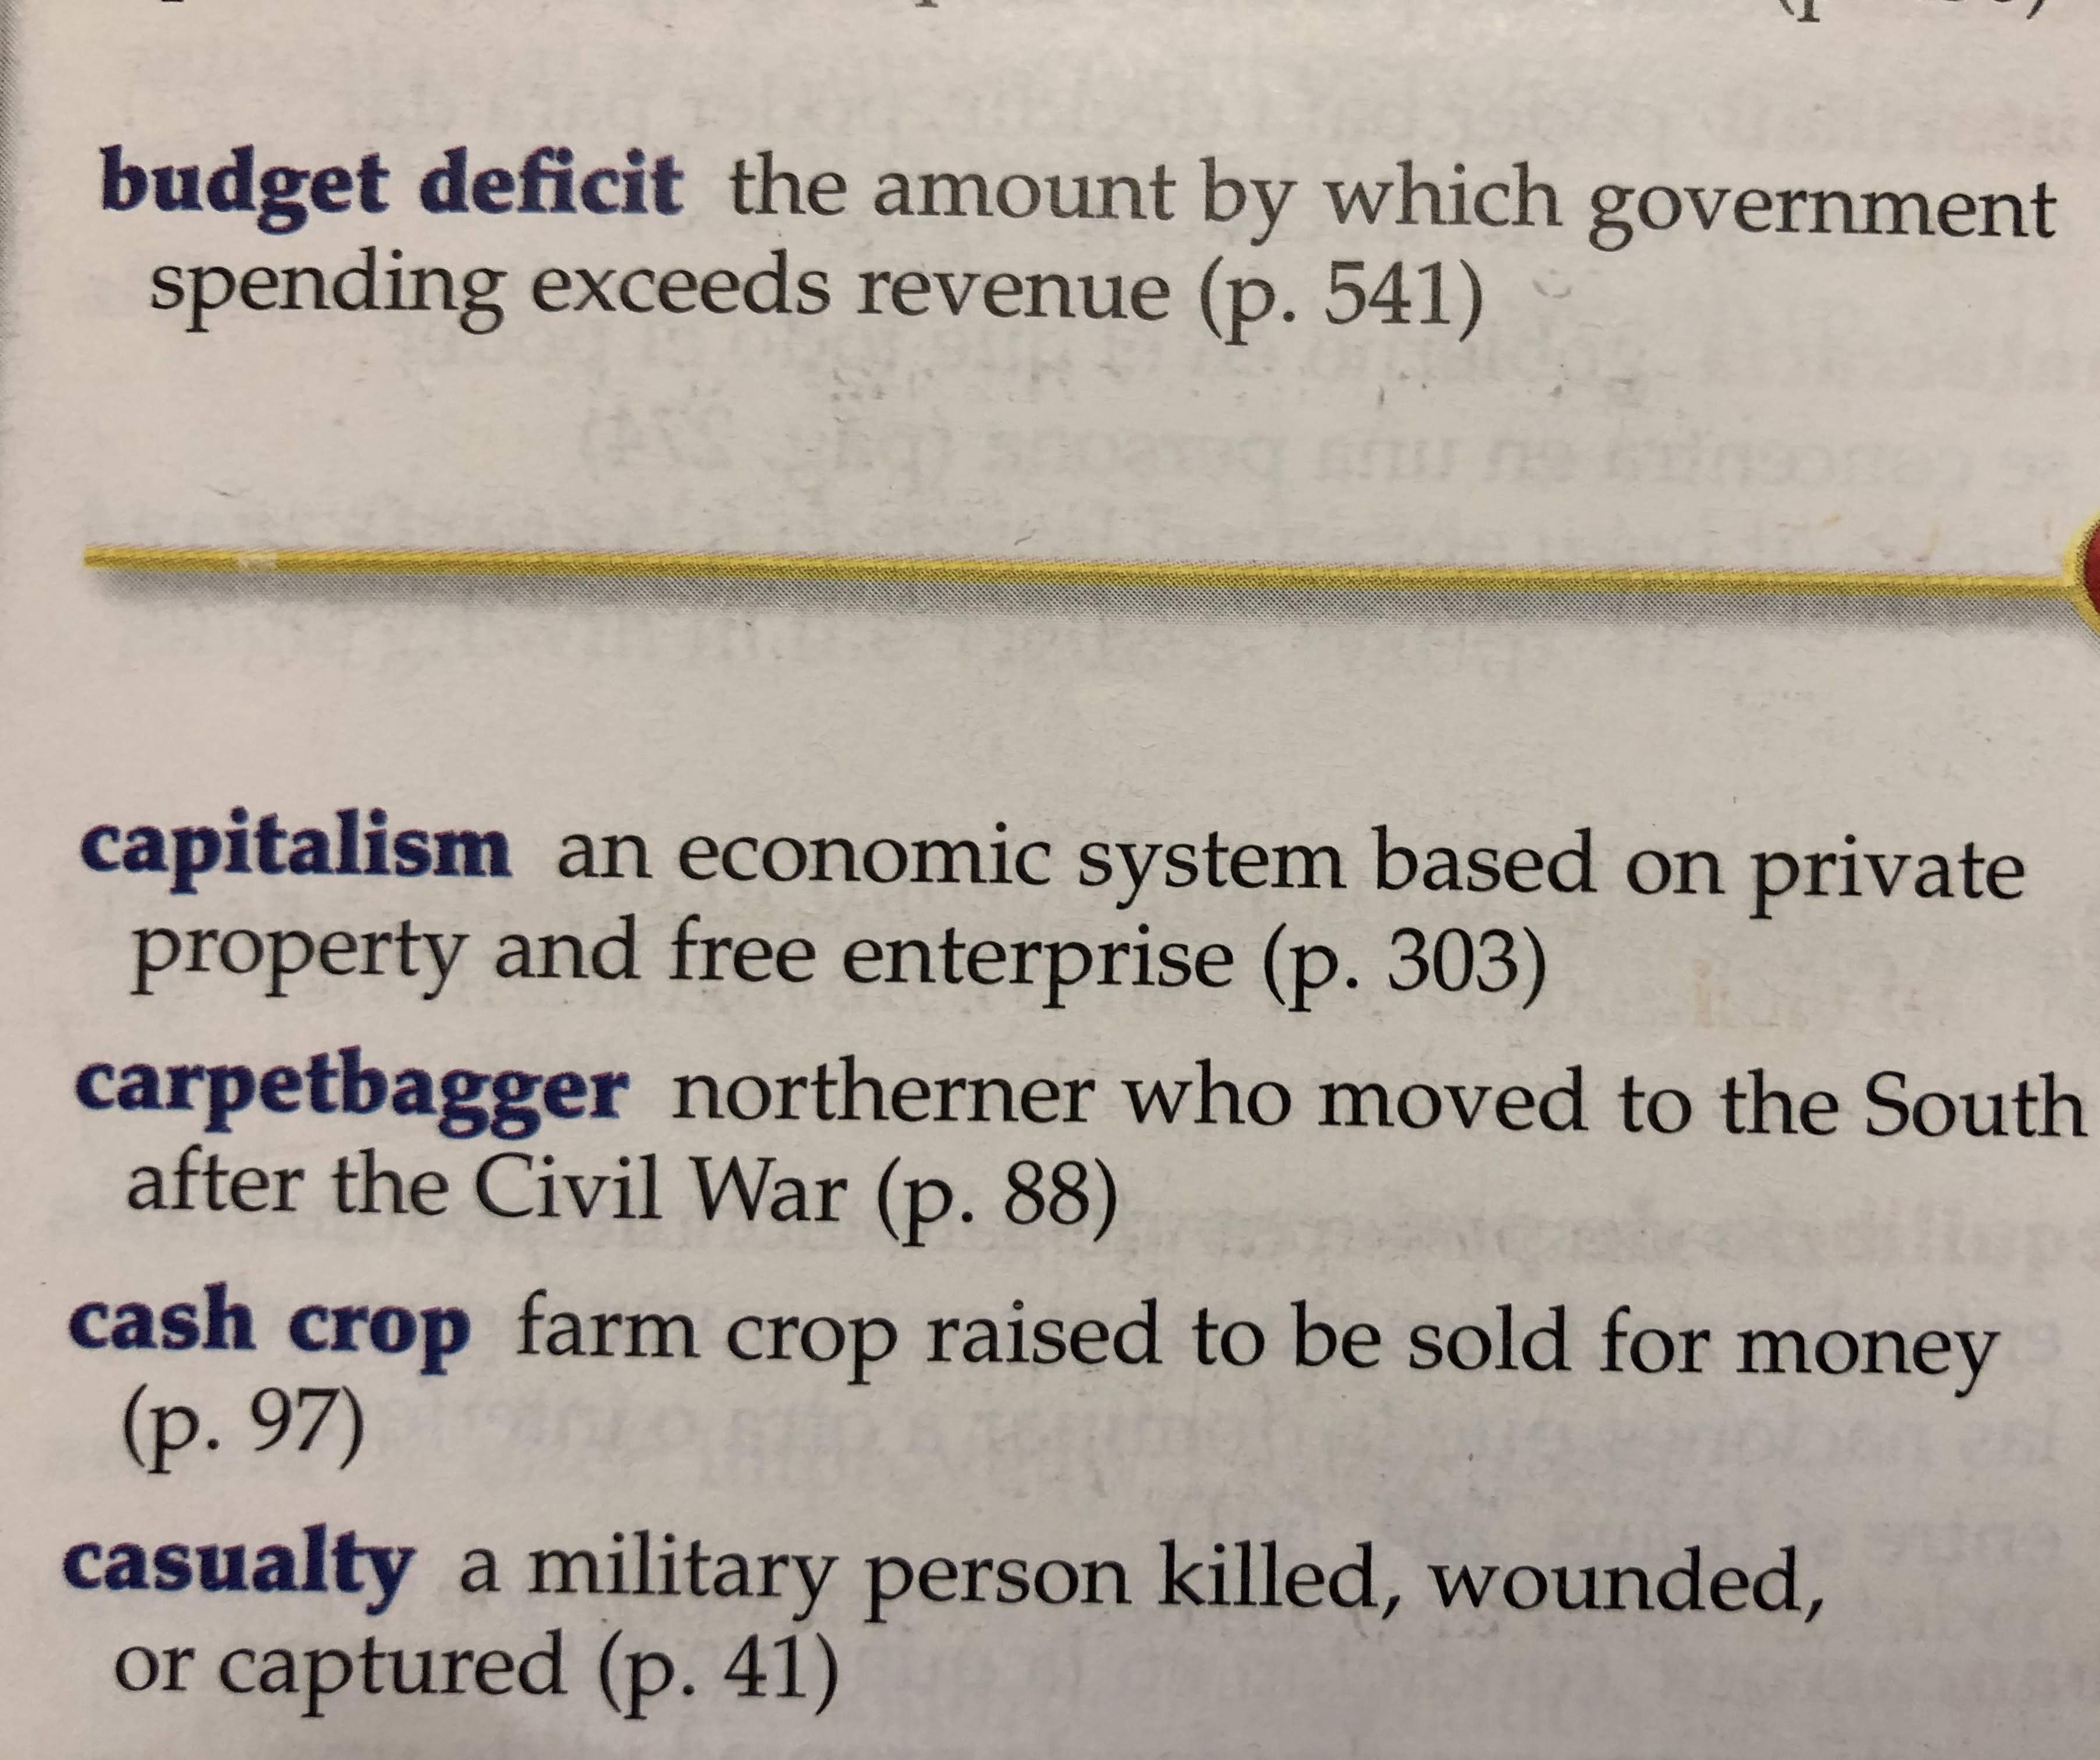 budget deficit the amount by which government
spending exceeds revenue (p. 541)
capitalism an economic system based on private
property and free enterprise (p. 303)
carpetbagger northerner who moved to the South
after the Civil War (p. 88)
cash crop farm crop raised to be sold for money
(p. 97)
casualty a military person killed, wounded,
or captured (p. 41)